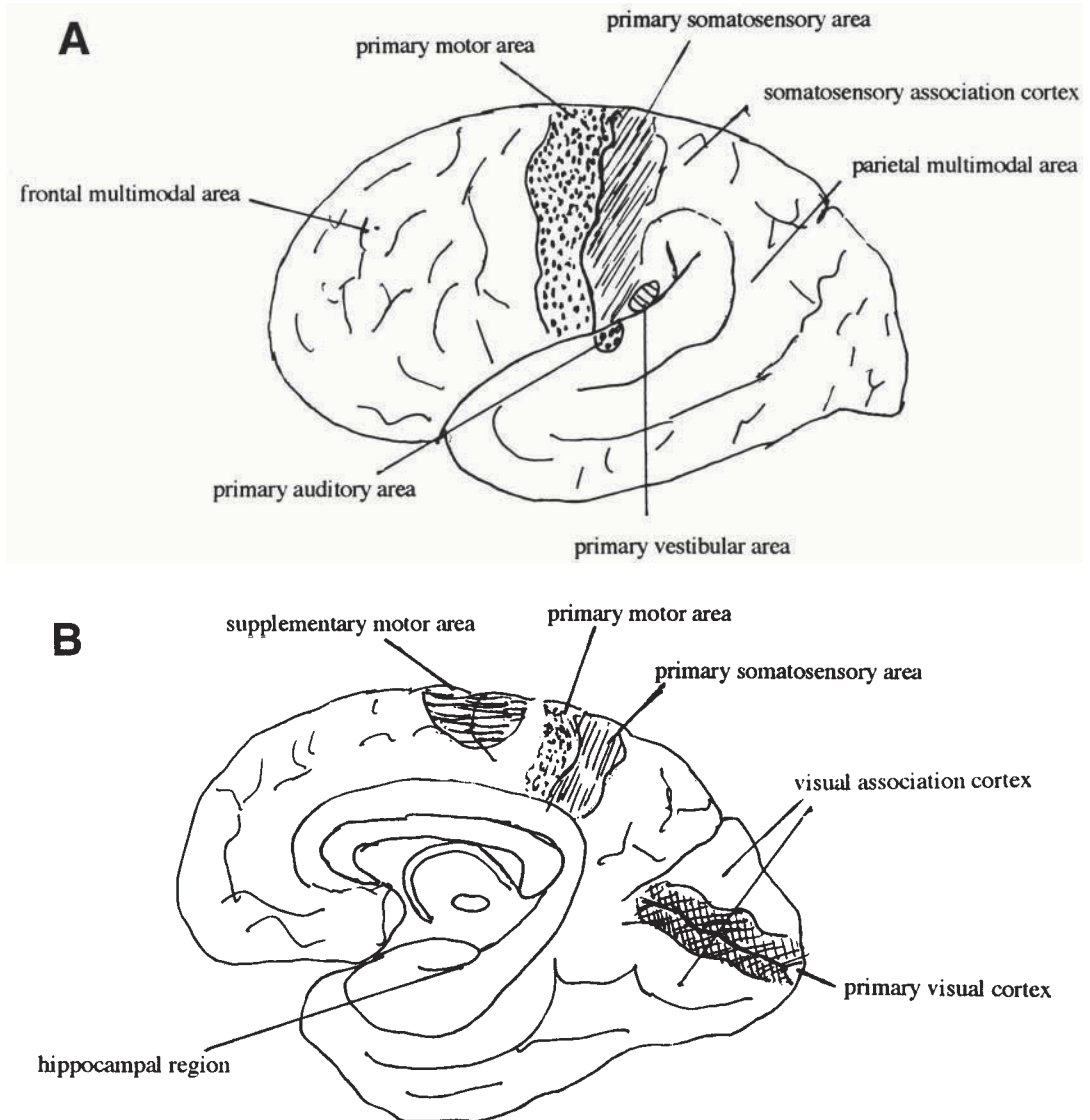 A
primary somatosensory area
primary motor area
somatosensory association cortex
parietal multimodal area
frontal multimodal area
primary auditory area
primary vestibular area
B
supplementary motor area
primary motor area
primary somatosensory area
visual association cortex
primary visual cortex
hippocampal region